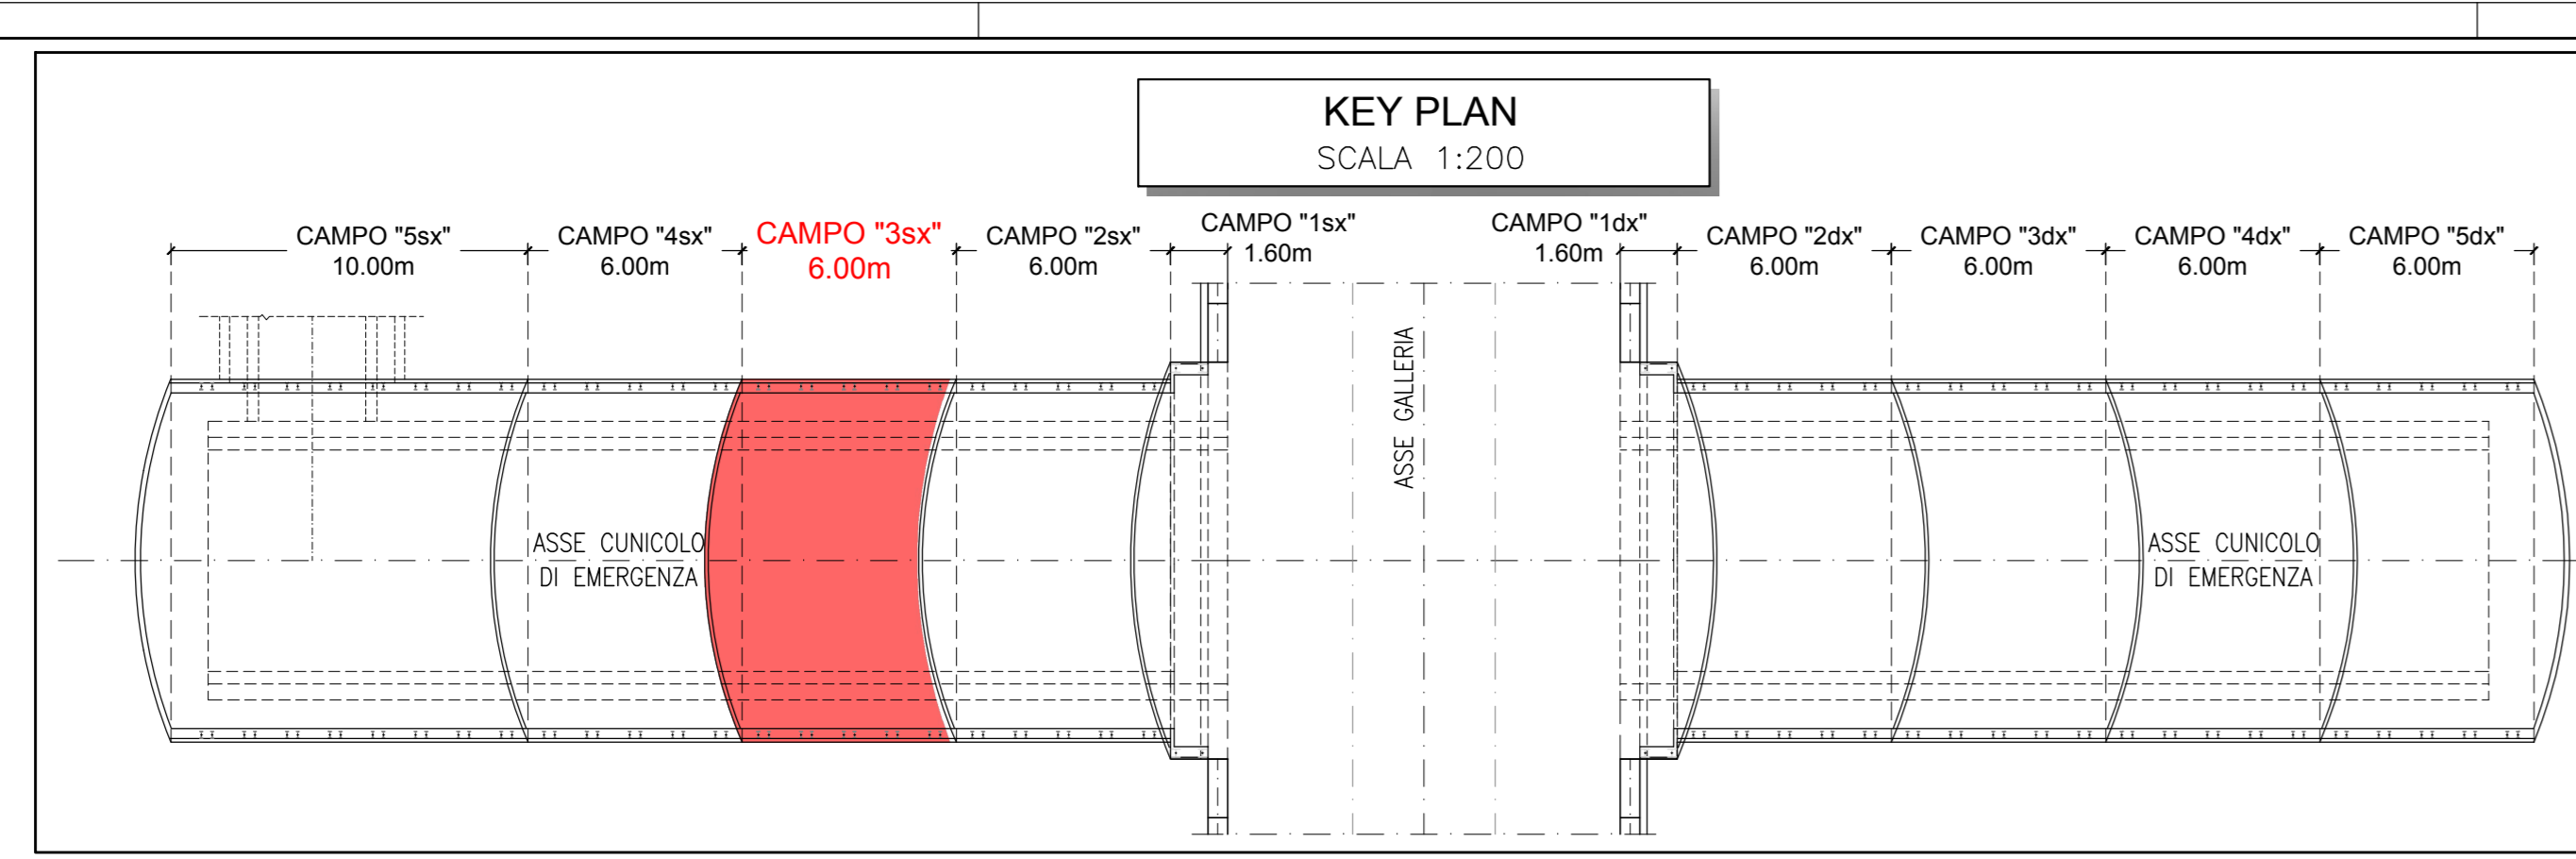 KEY PLAN
SCALA 1:200
CAMPO "5sx"
10.00m
CAMPO "4sx"
6.00m
CAMPO "3sx"
6.00m
CAMPO "2sx"
6.00m
CAMPO "1sx"
1.60m
CAMPO "1dx"
1.60m
CAMPO "2dx"
6.00m
CAMPO "3dx"
6.00m
CAMPO "4dx"
6.00m
CAMPO "5dx"
6.00m
ASSE GALLERIA
ASSE CUNICOLO
DI EMERGENZA
ASSE CUNICOLO
DI EMERGENZA